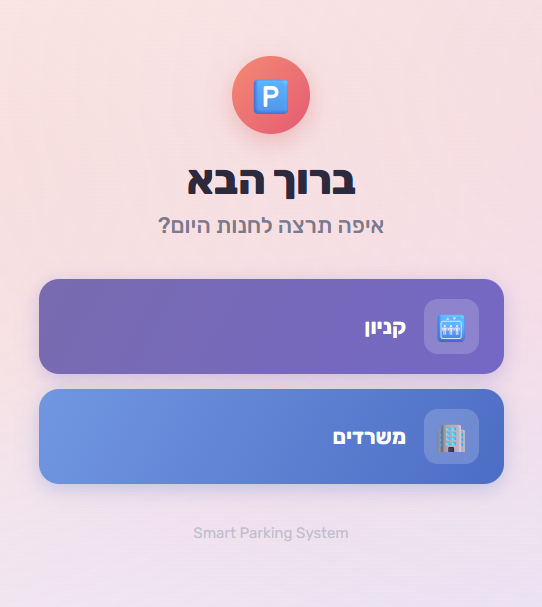 P
ברוך הבא
איפה תרצה לחנות היום?
קניון
משרדים
Smart Parking System